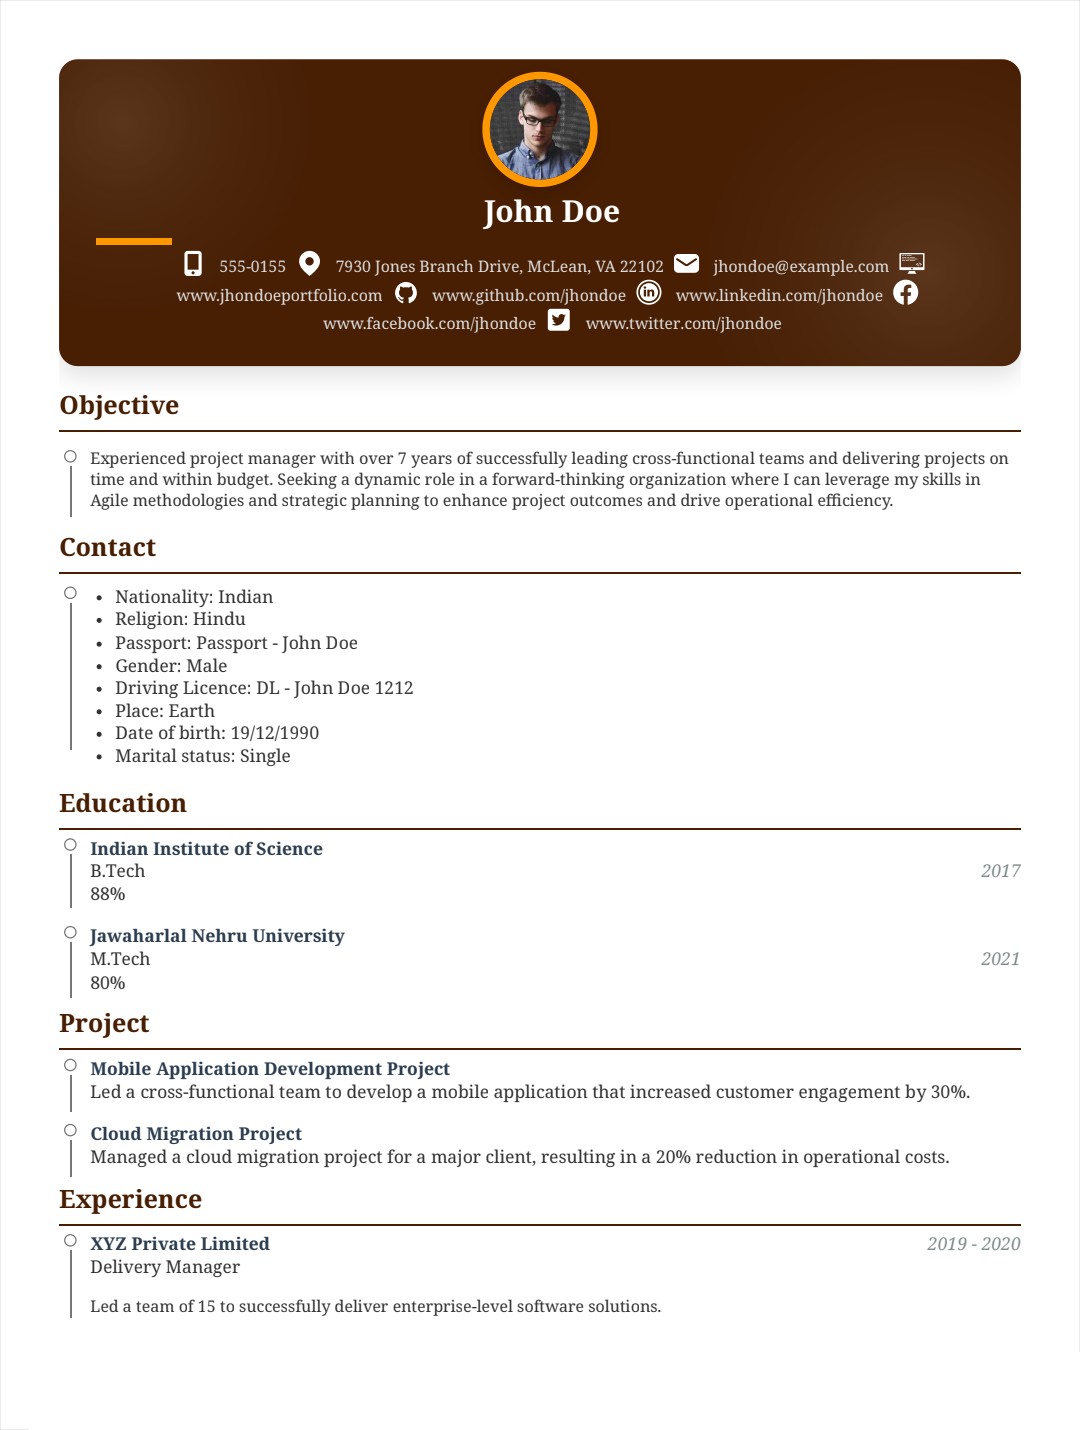 John Doe
555-0155 7930 Jones Branch Drive, McLean, VA 22102 jhondoe@example.com
www.jhondoeportfolio.com www.github.com/jhondoe www.linkedin.com/jhondoe
www.facebook.com/jhondoe www.twitter.com/jhondoe
Objective
Experienced project manager with over 7 years of successfully leading cross-functional teams and delivering projects on
time and within budget. Seeking a dynamic role in a forward-thinking organization where I can leverage my skills in
Agile methodologies and strategic planning to enhance project outcomes and drive operational efficiency.
Contact
• Nationality: Indian
• Religion: Hindu
• Passport: Passport - John Doe
• Gender: Male
• Driving Licence: DL - John Doe 1212
• Place: Earth
• Date of birth: 19/12/1990
• Marital status: Single
Education
Indian Institute of Science
B.Tech 2017
88%
Jawaharlal Nehru University
M.Tech 2021
80%
Project
Mobile Application Development Project
Led a cross-functional team to develop a mobile application that increased customer engagement by 30%.
Cloud Migration Project
Managed a cloud migration project for a major client, resulting in a 20% reduction in operational costs.
Experience
XYZ Private Limited 2019 - 2020
Delivery Manager
Led a team of 15 to successfully deliver enterprise-level software solutions.